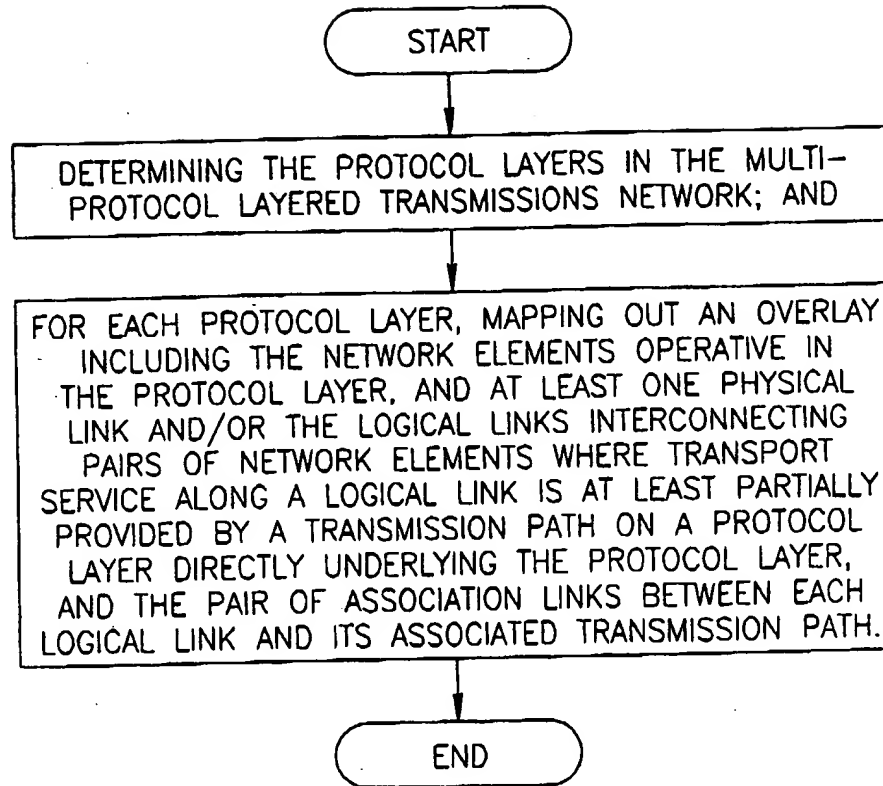 START
DETERMINING THE PROTOCOL LAYERS IN THE MULTI-
PROTOCOL LAYERED TRANSMISSIONS NETWORK; AND
FOR EACH PROTOCOL LAYER, MAPPING OUT AN OVERLAY
INCLUDING THE NETWORK ELEMENTS OPERATIVE IN
THE PROTOCOL LAYER, AND AT LEAST ONE PHYSICAL
LINK AND/OR THE LOGICAL LINKS INTERCONNECTING
PAIRS OF NETWORK ELEMENTS WHERE TRANSPORT
SERVICE ALONG A LOGICAL LINK IS AT LEAST PARTIALLY
PROVIDED BY A TRANSMISSION PATH ON A PROTOCOL
LAYER DIRECTLY UNDERLYING THE PROTOCOL LAYER,
AND THE PAIR OF ASSOCIATION LINKS BETWEEN EACH
LOGICAL LINK AND ITS ASSOCIATED TRANSMISSION PATH.
END